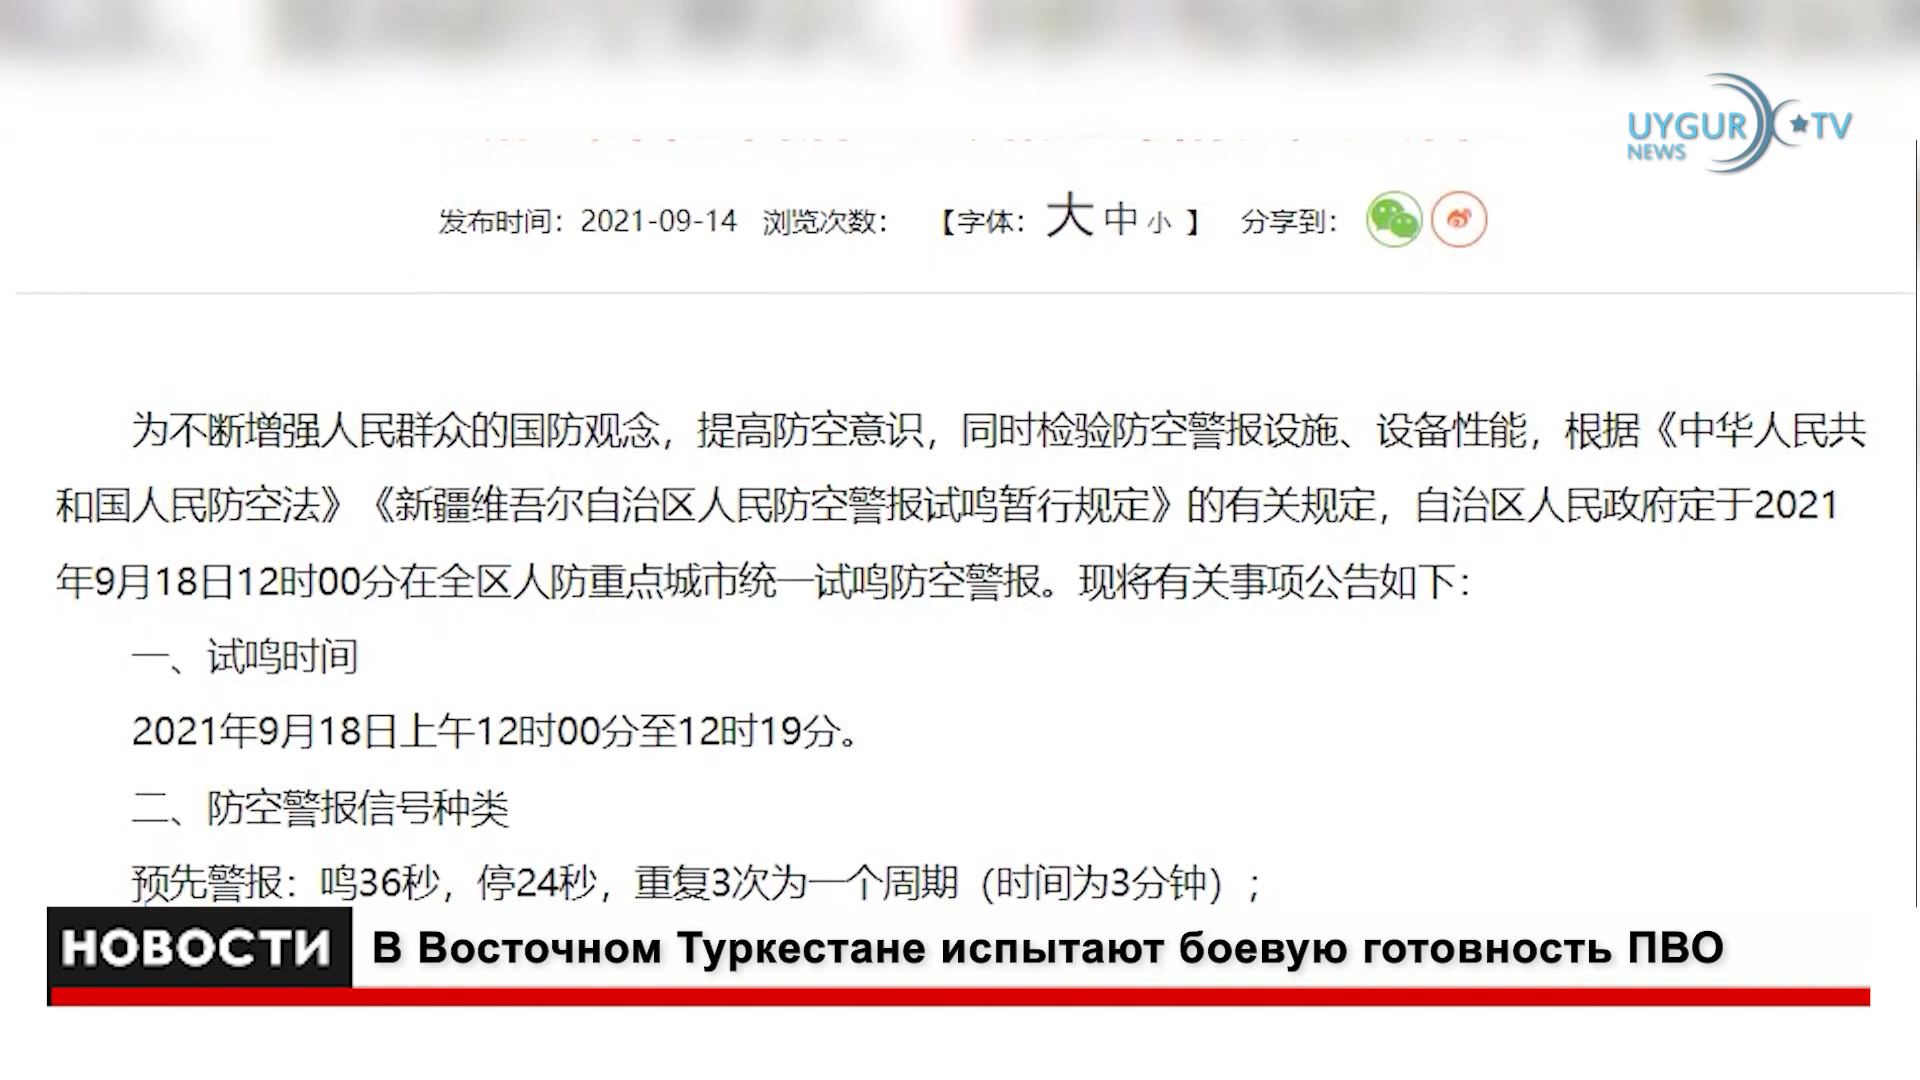 UYGUR TV
NEWS
发布时间：2021-09-14 浏览次数： 【字体：大 中 小 】 分享到：
为不断增强人民群众的国防观念，提高防空意识，同时检验防空警报设施、设备性能，根据《中华人民共
和国人民防空法》《新疆维吾尔自治区人民防空警报试鸣暂行规定》的有关规定，自治区人民政府定于2021
年9月18日12时00分在全区人防重点城市统一试鸣防空警报。现将有关事项公告如下：
一、试鸣时间
2021年9月18日上午12时00分至12时19分。
二、防空警报信号种类
预先警报：鸣36秒，停24秒，重复3次为一个周期（时间为3分钟）；
НОВОСТИ В Восточном Туркестане испытают боевую готовность ПВО